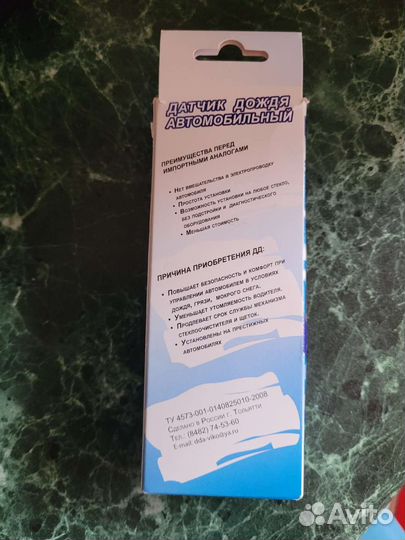 ДАТЧИК ДОЖДЯ
АВТОМОБИЛЬНЫЙ
ПРЕИМУЩЕСТВА ПЕРЕД
ИМПОРТНЫМИ АНАЛОГАМИ
• НЕТ ВМЕШАТЕЛЬСТВА В ЭЛЕКТРОПРОВОДКУ
АВТОМОБИЛЯ
• ПРОСТОТА УСТАНОВКИ
• ВОЗМОЖНОСТЬ УСТАНОВКИ НА ЛЮБОЕ СТЕКЛО,
БЕЗ ПОДСТРОЙКИ И ДИАГНОСТИЧЕСКОГО
ОБОРУДОВАНИЯ
• МЕНЬШАЯ СТОИМОСТЬ
ПРИЧИНА ПРИОБРЕТЕНИЯ ДД:
• ПОВЫШАЕТ БЕЗОПАСНОСТЬ И КОМФОРТ ПРИ
УПРАВЛЕНИИ АВТОМОБИЛЕМ В УСЛОВИЯХ
ДОЖДЯ, ГРЯЗИ, МОКРОГО СНЕГА.
• УМЕНЬШАЕТ УТОМЛЯЕМОСТЬ ВОДИТЕЛЯ.
• ПРОДЛЕВАЕТ СРОК СЛУЖБЫ МЕХАНИЗМА
СТЕКЛООЧИСТИТЕЛЯ И ЩЕТОК.
• УСТАНОВЛЕНЫ НА ПРЕСТИЖНЫХ
АВТОМОБИЛЯХ
ТУ 4573-001-0140825010-2008
СДЕЛАНО В РОССИИ Г. ТОЛЬЯТТИ
ТЕЛ.: (8482) 74-53-60
E-mail: dda-viko@ya.ru
Avito